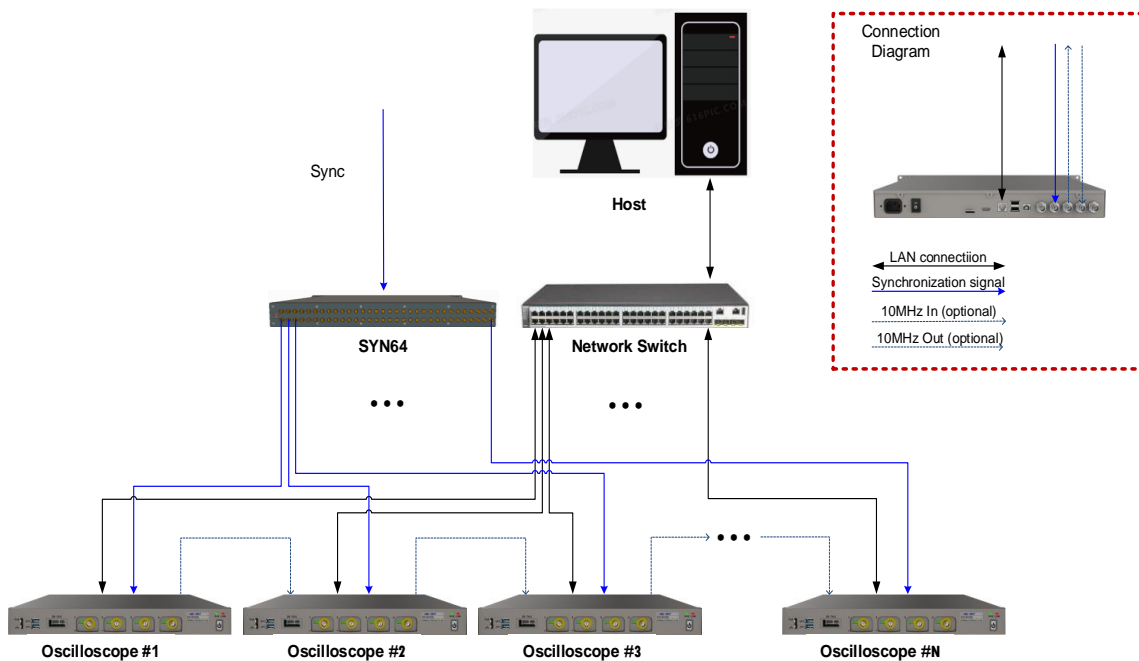 Connection
Diagram
Sync
Host
LAN connectiion
Synchronization signal
10MHz In (optional)
10MHz Out (optional)
SYN64
Network Switch
Oscilloscope #1
Oscilloscope #2
Oscilloscope #3
Oscilloscope #N